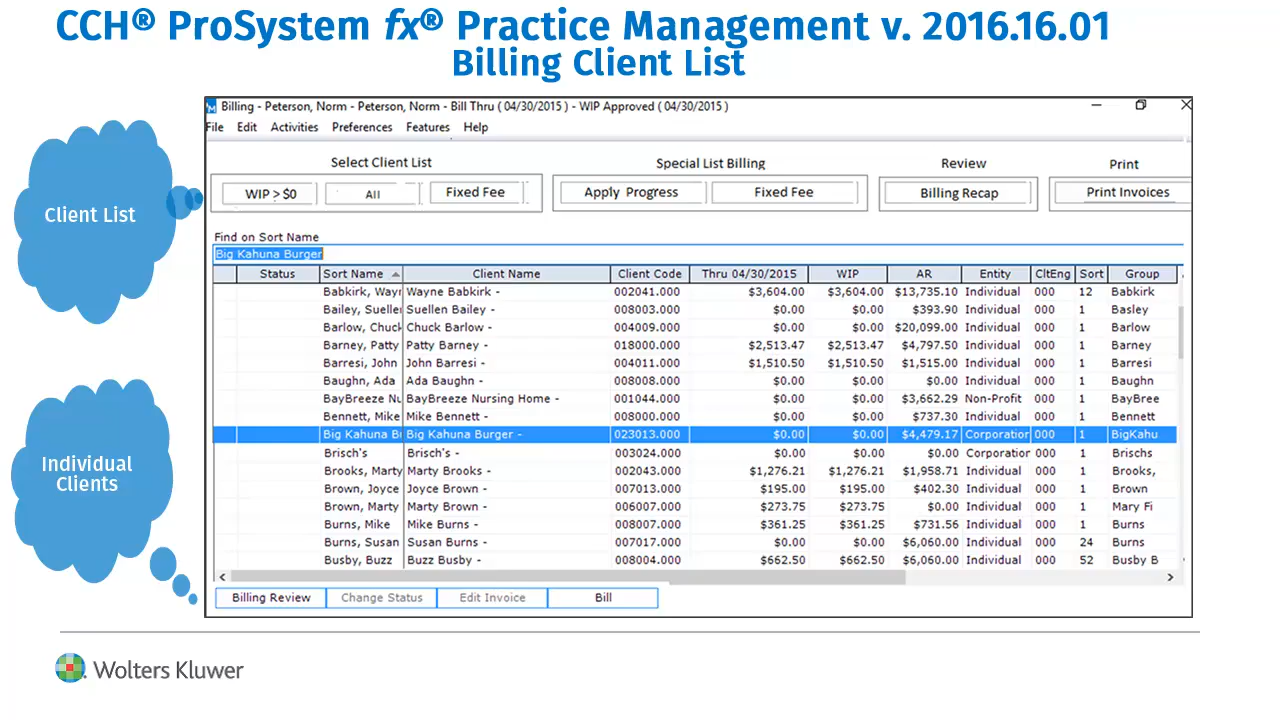 CCH® ProSystem fx® Practice Management v. 2016.16.01
Billing Client List
Billing - Peterson, Norm - Peterson, Norm - Bill Thru ( 04/30/2015 ) - WIP Approved ( 04/30/2015 )
File Edit Activities Preferences Features Help
Select Client List Special List Billing Review Print
WIP > $0 All Fixed Fee Apply Progress Fixed Fee Billing Recap Print Invoices
Client List
Find on Sort Name
Big Kahuna Burger
Status Sort Name Client Name Client Code Thru 04/30/2015 WIP AR Entity CltEng Sort Group
Babkirk, Wayn Wayne Babkirk - 002041.000 $3,604.00 $3,604.00 $13,735.10 Individual 000 12 Babkirk
Bailey, Sueller Suellen Bailey - 008003.000 $0.00 $0.00 $393.90 Individual 000 1 Basley
Barlow, Chuck Chuck Barlow - 004009.000 $0.00 $0.00 $20,099.00 Individual 000 1 Barlow
Barney, Patty Patty Barney - 018000.000 $2,513.47 $2,513.47 $4,797.50 Individual 000 1 Barney
Barresi, John John Barresi - 004011.000 $1,510.50 $1,510.50 $1,515.00 Individual 000 1 Barresi
Baughn, Ada Ada Baughn - 008008.000 $0.00 $0.00 $0.00 Individual 000 1 Baughn
BayBreeze Nu BayBreeze Nursing Home - 001044.000 $0.00 $0.00 $3,662.29 Non-Profit 000 1 BayBree
Bennett, Mike Mike Bennett - 008000.000 $0.00 $0.00 $737.30 Individual 000 1 Bennett
Big Kahuna Bu Big Kahuna Burger - 023013.000 $0.00 $0.00 $4,479.17 Corporation 000 1 BigKahu
Brisch's Brisch's - 003024.000 $0.00 $0.00 $0.00 Corporation 000 1 Brischs
Brooks, Marty Marty Brooks - 002043.000 $1,276.21 $1,276.21 $1,958.71 Individual 000 1 Brooks,
Brown, Joyce Joyce Brown - 007013.000 $195.00 $195.00 $402.30 Individual 000 1 Brown
Brown, Marty Marty Brown - 006007.000 $273.75 $273.75 $0.00 Individual 000 1 Mary Fi
Burns, Mike Mike Burns - 008007.000 $361.25 $361.25 $731.56 Individual 000 1 Burns
Burns, Susan Susan Burns - 007017.000 $0.00 $0.00 $6,060.00 Individual 000 24 Burns
Busby, Buzz Buzz Busby - 008004.000 $662.50 $662.50 $6,060.00 Individual 000 52 Busby B
Individual
Clients
Billing Review Change Status Edit Invoice Bill
Wolters Kluwer